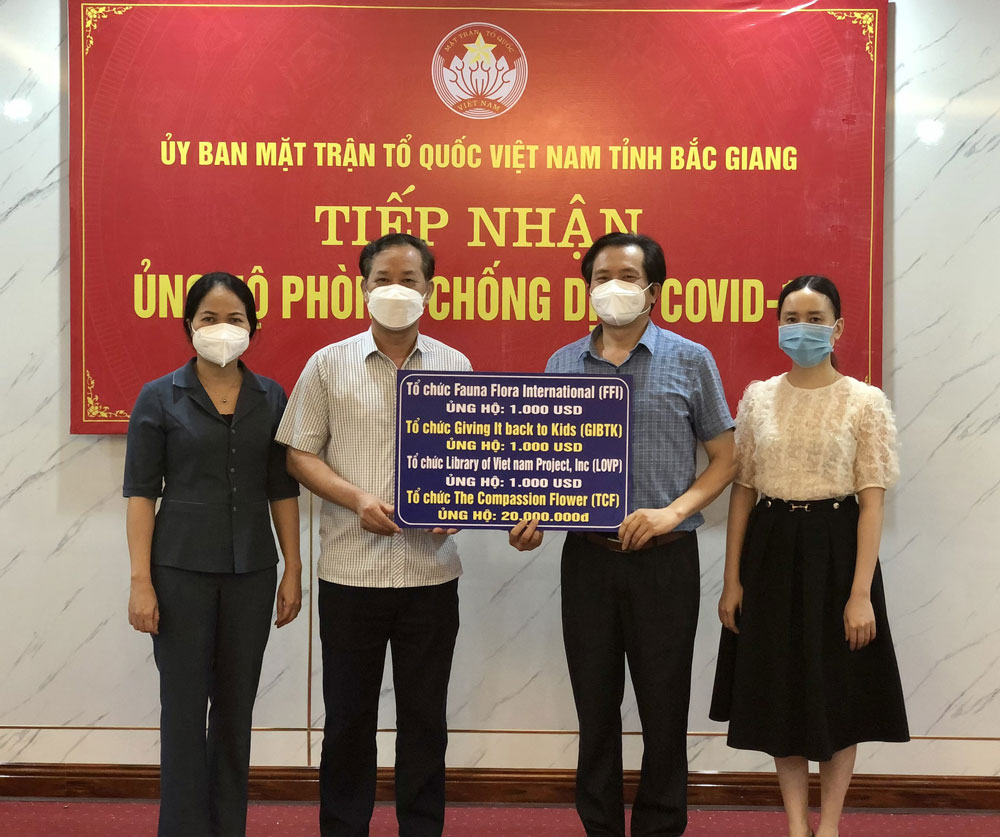 MẶT TRẬN TỔ QUỐC
VIỆT NAM
ỦY BAN MẶT TRẬN TỔ QUỐC VIỆT NAM TỈNH BẮC GIANG
TIẾP NHẬN
PHÒNG CHỐNG COVID-
Tổ chức Fauna Flora International (FFI)
ỦNG HỘ: 1.000 USD
Tổ chức Giving It back to Kids (GIBTK)
ỦNG HỘ: 1.000 USD
Tổ chức Library of Viet nam Project, Inc (LOVP)
ỦNG HỘ: 1.000 USD
Tổ chức The Compassion Flower (TCF)
ỦNG HỘ: 20.000.000đ